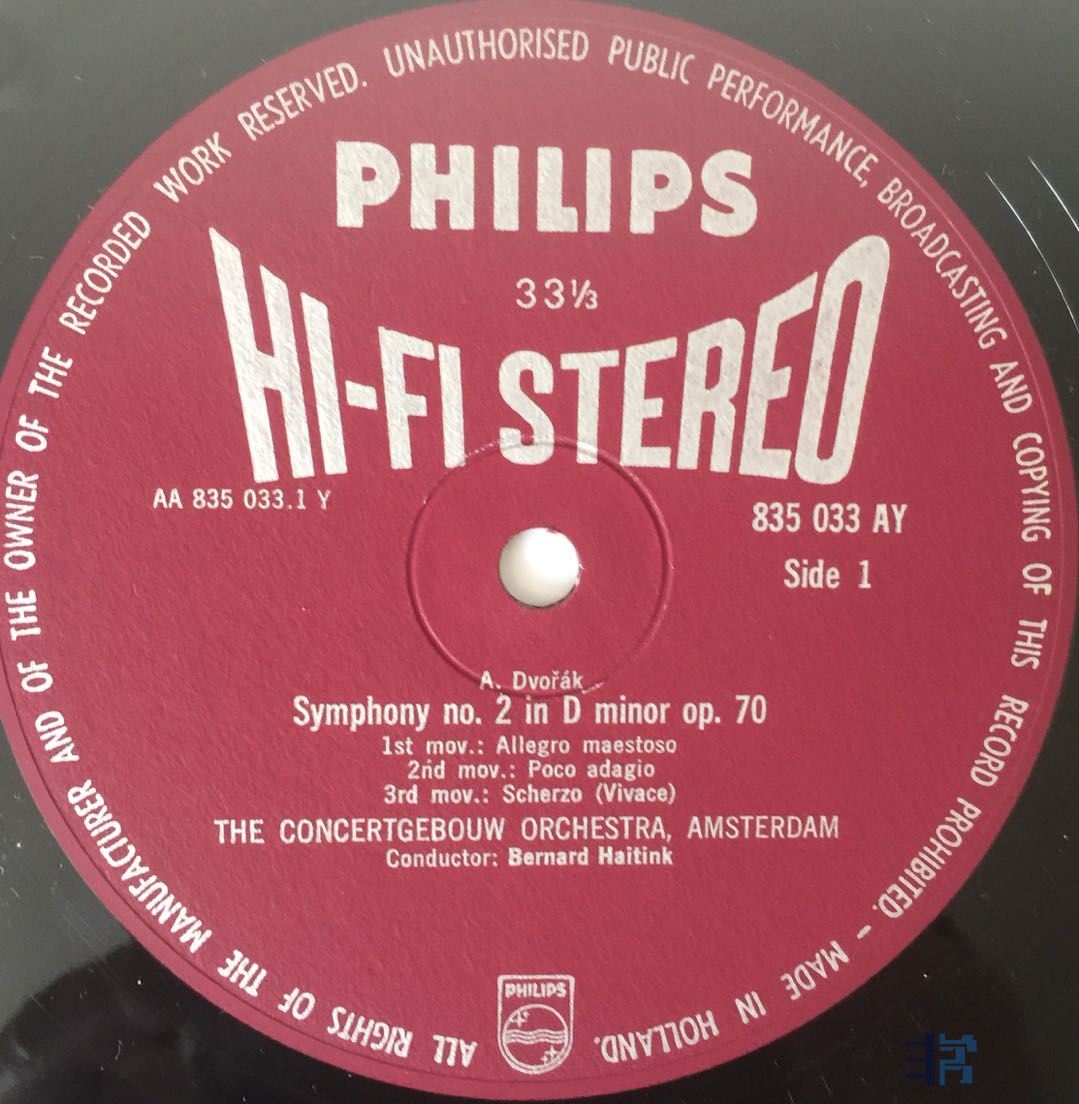 ALL RIGHTS OF THE MANUFACTURER AND OF THE OWNER OF THE RECORDED WORK RESERVED. UNAUTHORISED PUBLIC PERFORMANCE, BROADCASTING AND COPYING OF THIS RECORD PROHIBITED. - MADE IN HOLLAND.
PHILIPS
33⅓
HI-FI STEREO
AA 835 033.1 Y
835 033 AY
Side 1
A. Dvořák
Symphony no. 2 in D minor op. 70
1st mov.: Allegro maestoso
2nd mov.: Poco adagio
3rd mov.: Scherzo (Vivace)
THE CONCERTGEBOUW ORCHESTRA, AMSTERDAM
Conductor: Bernard Haitink
PHILIPS